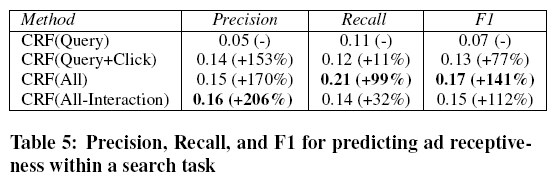 Method Precision Recall F1
CRF(Query) 0.05 (-) 0.11 (-) 0.07 (-)
CRF(Query+Click) 0.14 (+153%) 0.12 (+11%) 0.13 (+77%)
CRF(All) 0.15 (+170%) 0.21 (+99%) 0.17 (+141%)
CRF(All-Interaction) 0.16 (+206%) 0.14 (+32%) 0.15 (+112%)
Table 5: Precision, Recall, and F1 for predicting ad receptive-
ness within a search task